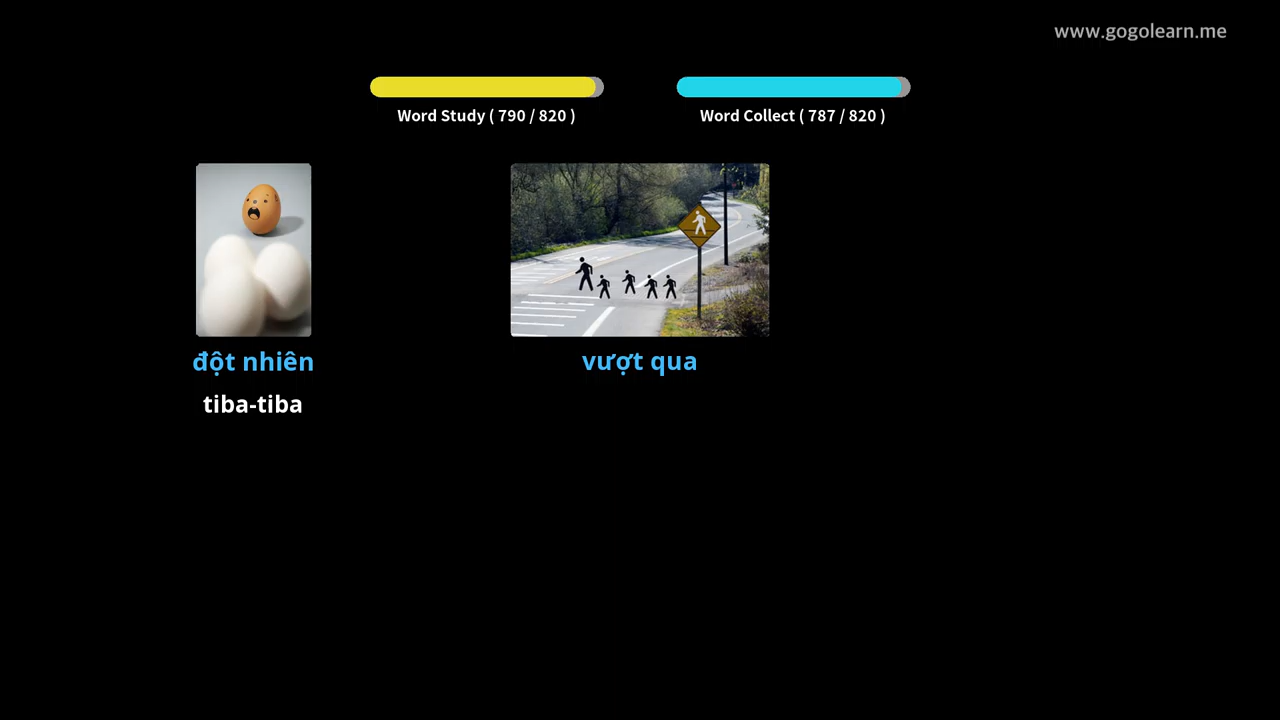 www.gogolearn.me
Word Study ( 790 / 820 )
Word Collect ( 787 / 820 )
đột nhiên
vượt qua
tiba-tiba